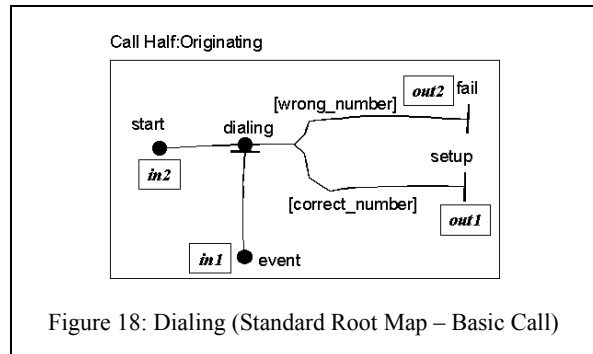 Call Half:Originating
out2 fail
[wrong_number]
start
dialing
setup
in2
[correct_number]
out1
in1 event
Figure 18: Dialing (Standard Root Map – Basic Call)